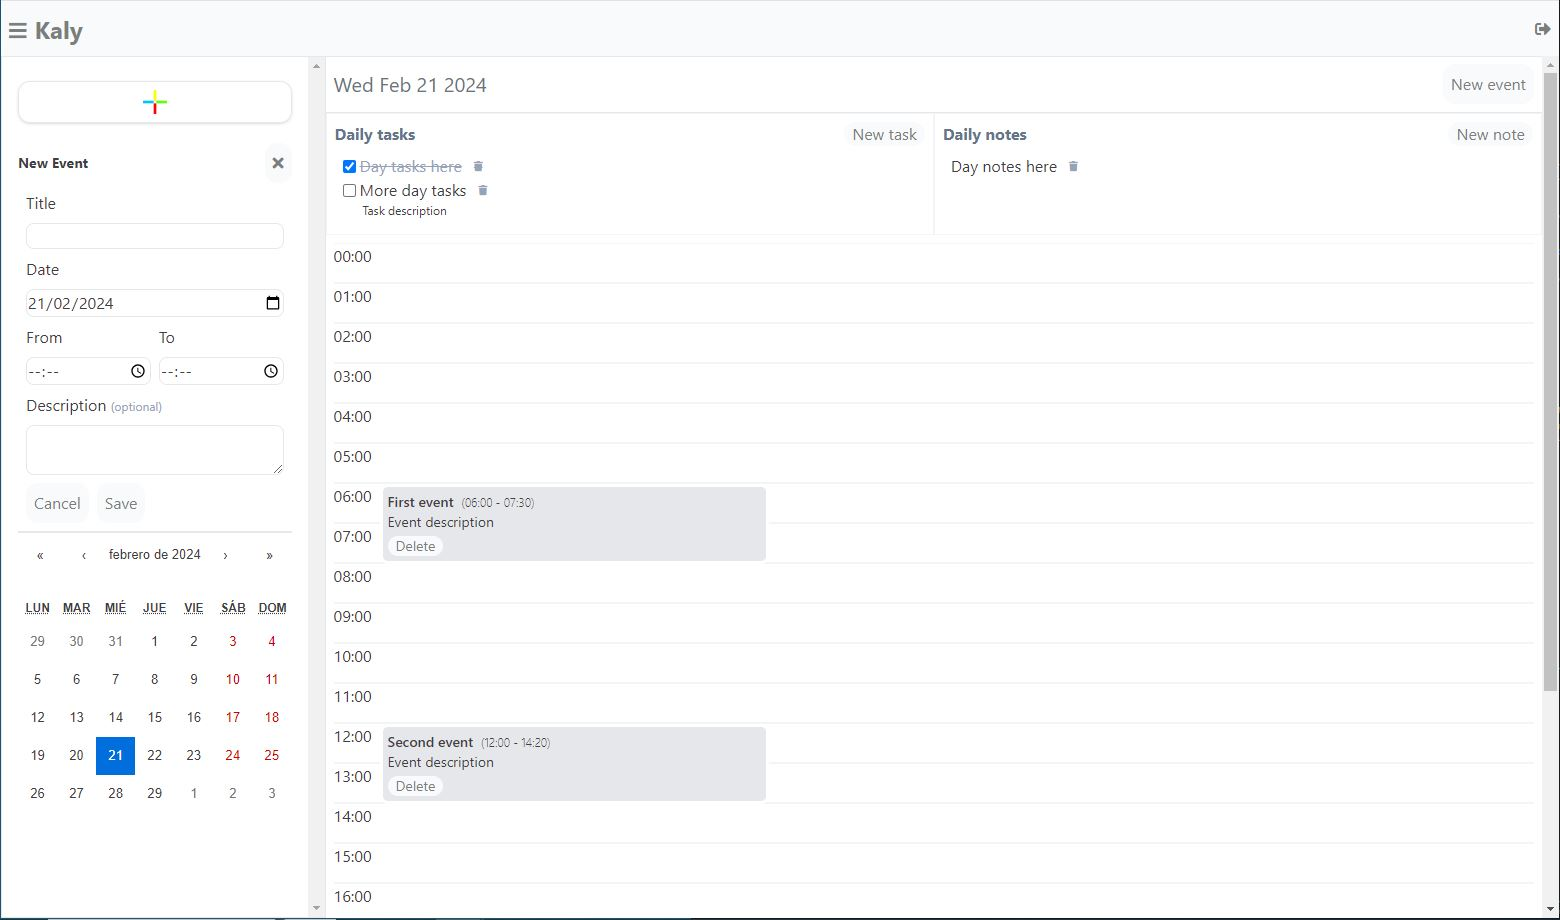 Kaly
New Event
Title
Date
21/02/2024
From To
--:-- --:--
Description (optional)
Cancel Save
« ‹ febrero de 2024 › »
LUN MAR MIÉ JUE VIE SÁB DOM
29 30 31 1 2 3 4
5 6 7 8 9 10 11
12 13 14 15 16 17 18
19 20 21 22 23 24 25
26 27 28 29 1 2 3
Wed Feb 21 2024 New event
Daily tasks New task
Day tasks here
More day tasks
Task description
Daily notes New note
Day notes here
00:00
01:00
02:00
03:00
04:00
05:00
06:00
First event (06:00 - 07:30)
Event description
07:00
Delete
08:00
09:00
10:00
11:00
12:00
Second event (12:00 - 14:20)
Event description
13:00
Delete
14:00
15:00
16:00